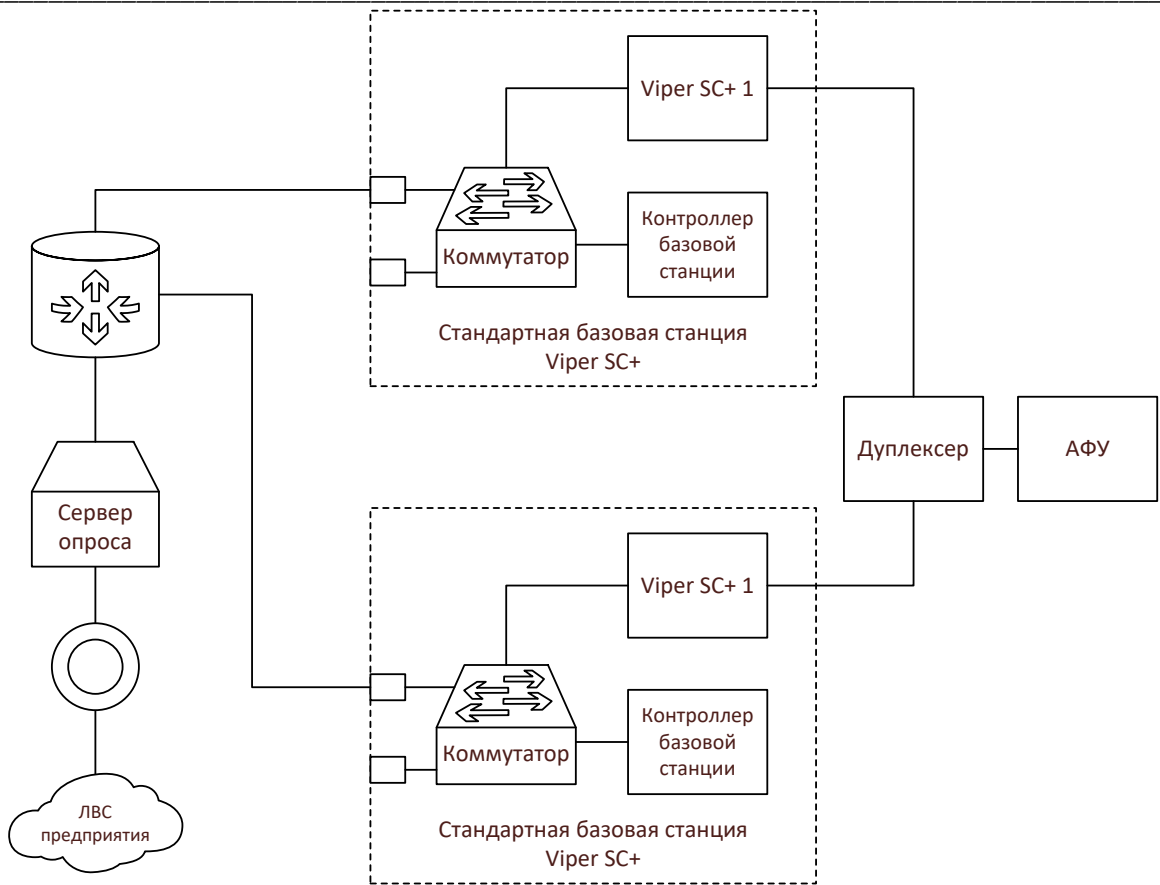 Viper SC+ 1
Контроллер
базовой
станции
Коммутатор
Стандартная базовая станция
Viper SC+
Дуплексер
АФУ
Сервер
опроса
Viper SC+ 1
Контроллер
базовой
станции
Коммутатор
Стандартная базовая станция
Viper SC+
ЛВС
предприятия